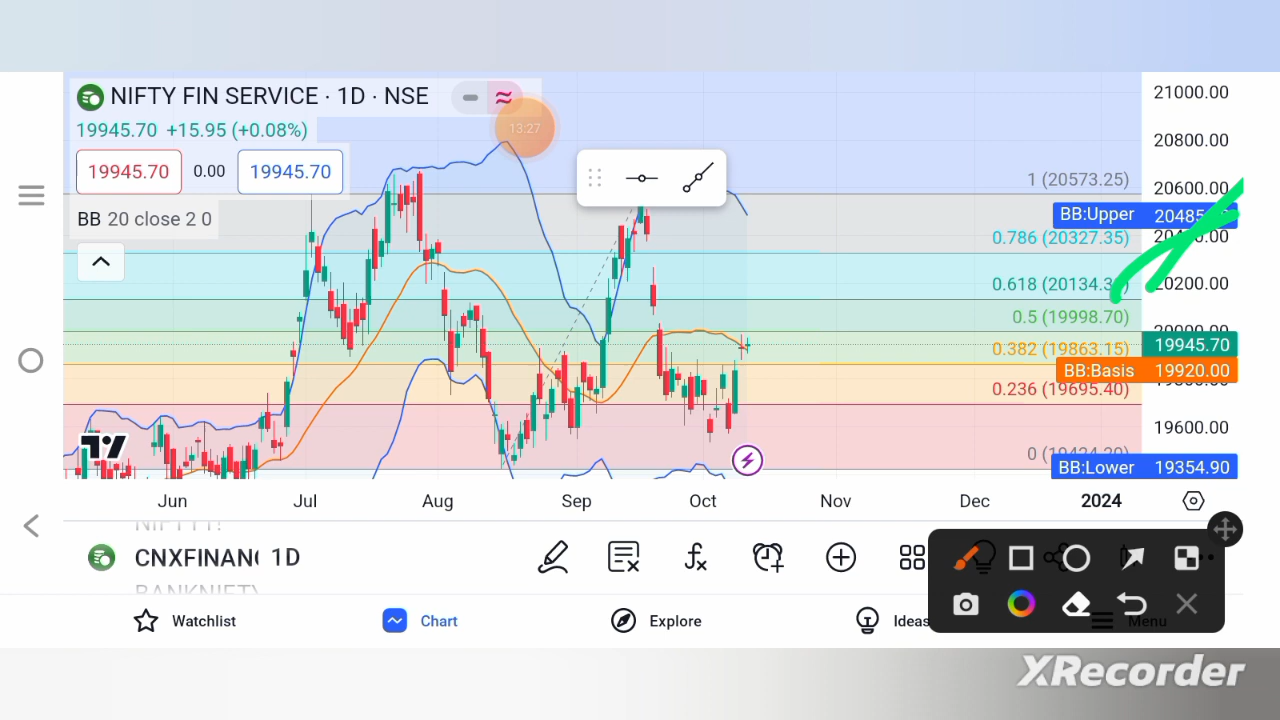 NIFTY FIN SERVICE · 1D · NSE
19945.70 +15.95 (+0.08%)
13:27
19945.70 0.00 19945.70
BB 20 close 2 0
21000.00
20800.00
1 (20573.25)
20600.00
BB:Upper
0.786 (20327.35)
0.618
20200.00
0.5 (19998.70)
20000.00
19945.70
0.382 (19863.15)
BB:Basis 19920.00
0.236 (19695.40)
19600.00
BB:Lower 19354.90
Jun Jul Aug Sep Oct Nov Dec 2024
NIFTY1!
1D
BANKNIFTY
Watchlist Chart Explore Ideas Menu
XRecorder